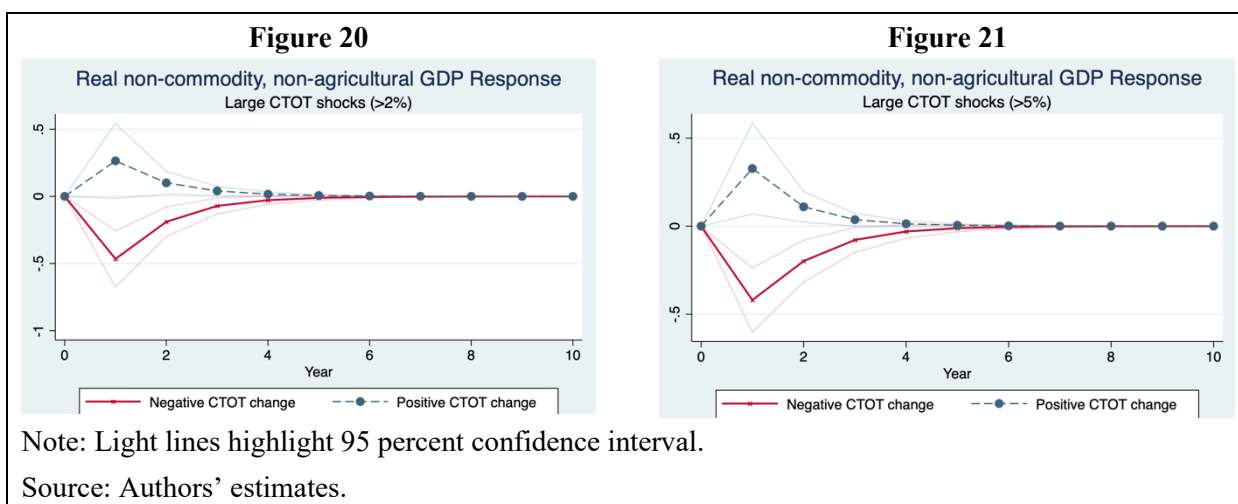 Figure 20
Real non-commodity, non-agricultural GDP Response
Large CTOT shocks (>2%)
.5
0
-.5
-1
0 2 4 6 8 10
Year
Negative CTOT change Positive CTOT change
Figure 21
Real non-commodity, non-agricultural GDP Response
Large CTOT shocks (>5%)
.5
0
-.5
0 2 4 6 8 10
Year
Negative CTOT change Positive CTOT change
Note: Light lines highlight 95 percent confidence interval.
Source: Authors’ estimates.